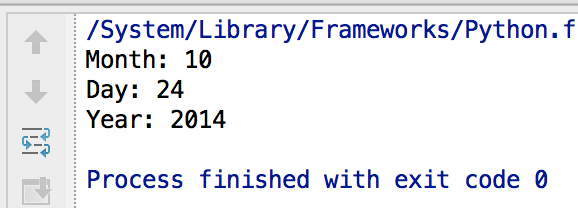 /System/Library/Frameworks/Python.f
Month: 10
Day: 24
Year: 2014
Process finished with exit code 0